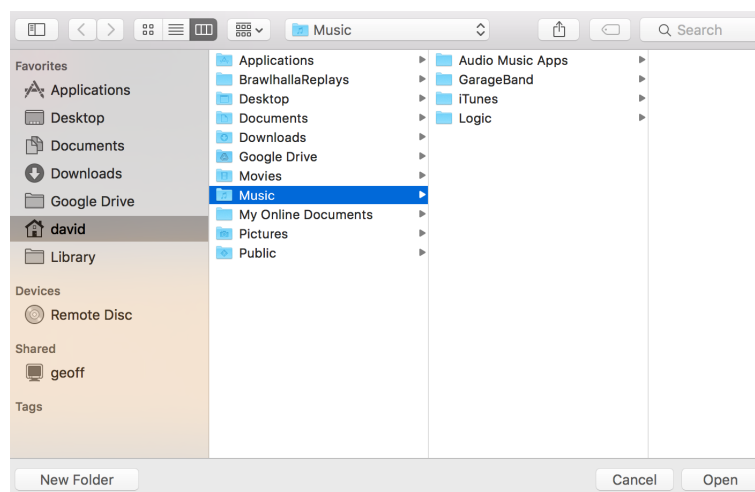 Music
Search
Favorites
Applications
Desktop
Documents
Downloads
Google Drive
david
Library
Devices
Remote Disc
Shared
geoff
Tags
Applications
BrawlhallaReplays
Desktop
Documents
Downloads
Google Drive
Movies
Music
My Online Documents
Pictures
Public
Audio Music Apps
GarageBand
iTunes
Logic
New Folder
Cancel
Open